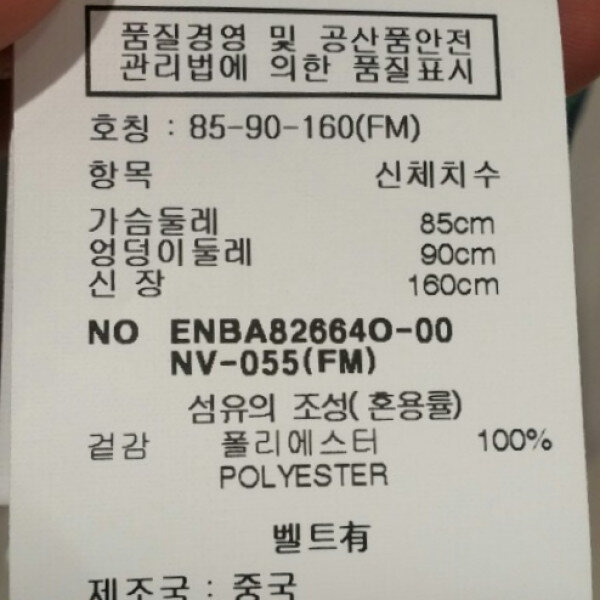 품질경영 및 공산품안전
관리법에 의한 품질표시
호칭 : 85-90-160(FM)
항목 신체치수
가슴둘레 85cm
엉덩이둘레 90cm
신 장 160cm
NO ENBA82664O-00
NV-055(FM)
섬유의 조성( 혼용률)
겉감 폴리에스터 100%
POLYESTER
벨트有
제조국 : 중국